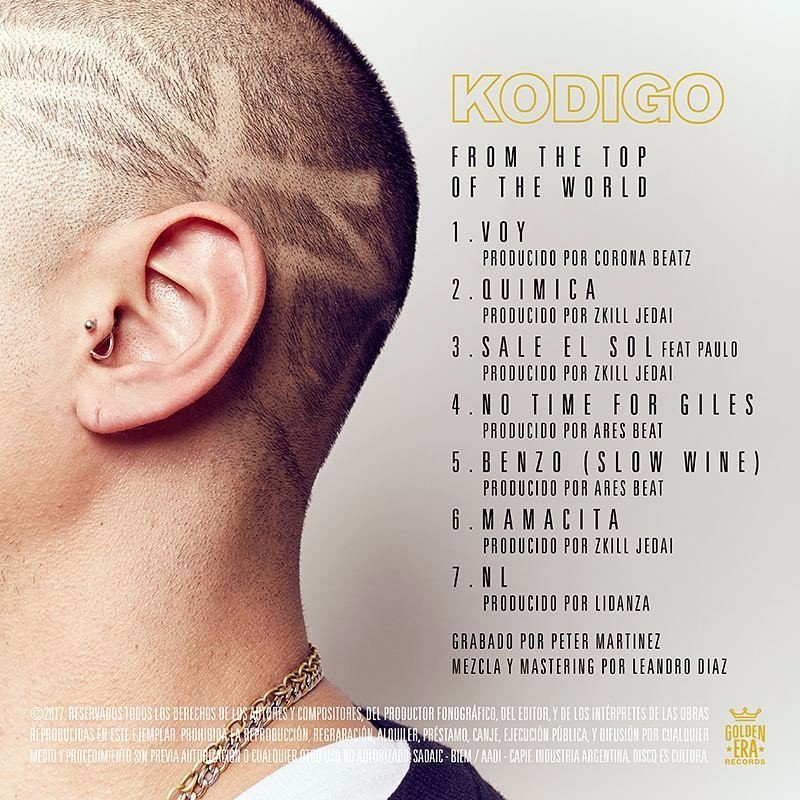 KODIGO
FROM THE TOP
OF THE WORLD
1. VOY
PRODUCIDO POR CORONA BEATZ
2. QUIMICA
PRODUCIDO POR ZKILL JEDAI
3. SALE EL SOL FEAT PAULO
PRODUCIDO POR ZKILL JEDAI
4. NO TIME FOR GILES
PRODUCIDO POR ARES BEAT
5. BENZO (SLOW WINE)
PRODUCIDO POR ARES BEAT
6. MAMACITA
PRODUCIDO POR ZKILL JEDAI
7. NL
PRODUCIDO POR LIDANZA
GRABADO POR PETER MARTINEZ
MEZCLA Y MASTERING POR LEANDRO DIAZ
©2017. RESERVADOS TODOS LOS DERECHOS DE LOS AUTORES Y COMPOSITORES, DEL PRODUCTOR FONOGRÁFICO, DEL EDITOR, Y DE LOS INTÉRPRETES DE LAS OBRAS
REPRODUCIDAS EN ESTE EJEMPLAR. PROHIBIDA LA REPRODUCCIÓN, REGRABACIÓN, ALQUILER, PRÉSTAMO, CANJE, EJECUCIÓN PÚBLICA, Y DIFUSIÓN POR CUALQUIER
MEDIO Y PROCEDIMIENTO SIN PREVIA AUTORIZACIÓN O CUALQUIER OTRO USO NO AUTORIZADO. SADAIC - BIEM / AADI - CAPIF. INDUSTRIA ARGENTINA. DISCO ES CULTURA.
GOLDEN
ERA
RECORDS